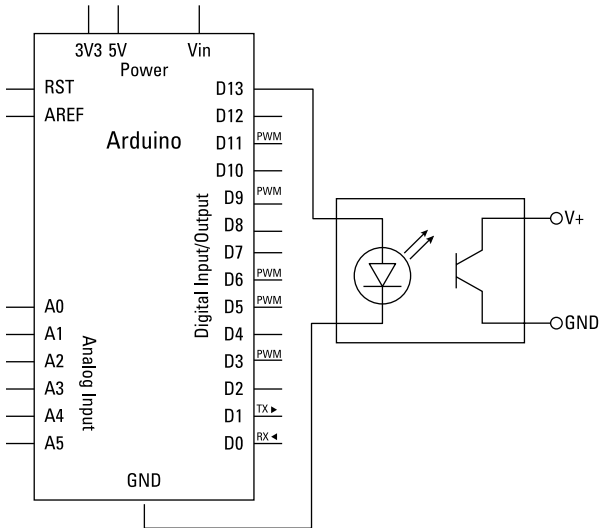 3V3 5V Vin
Power
RST D13
AREF D12
Arduino D11 PWM
D10
D9 PWM
D8
D7
D6 PWM
A0 D5 PWM
A1 D4
A2 D3 PWM
A3 D2
A4 D1 TX ▶
A5 D0 RX ◀
Analog Input
Digital Input/Output
GND
V+
GND